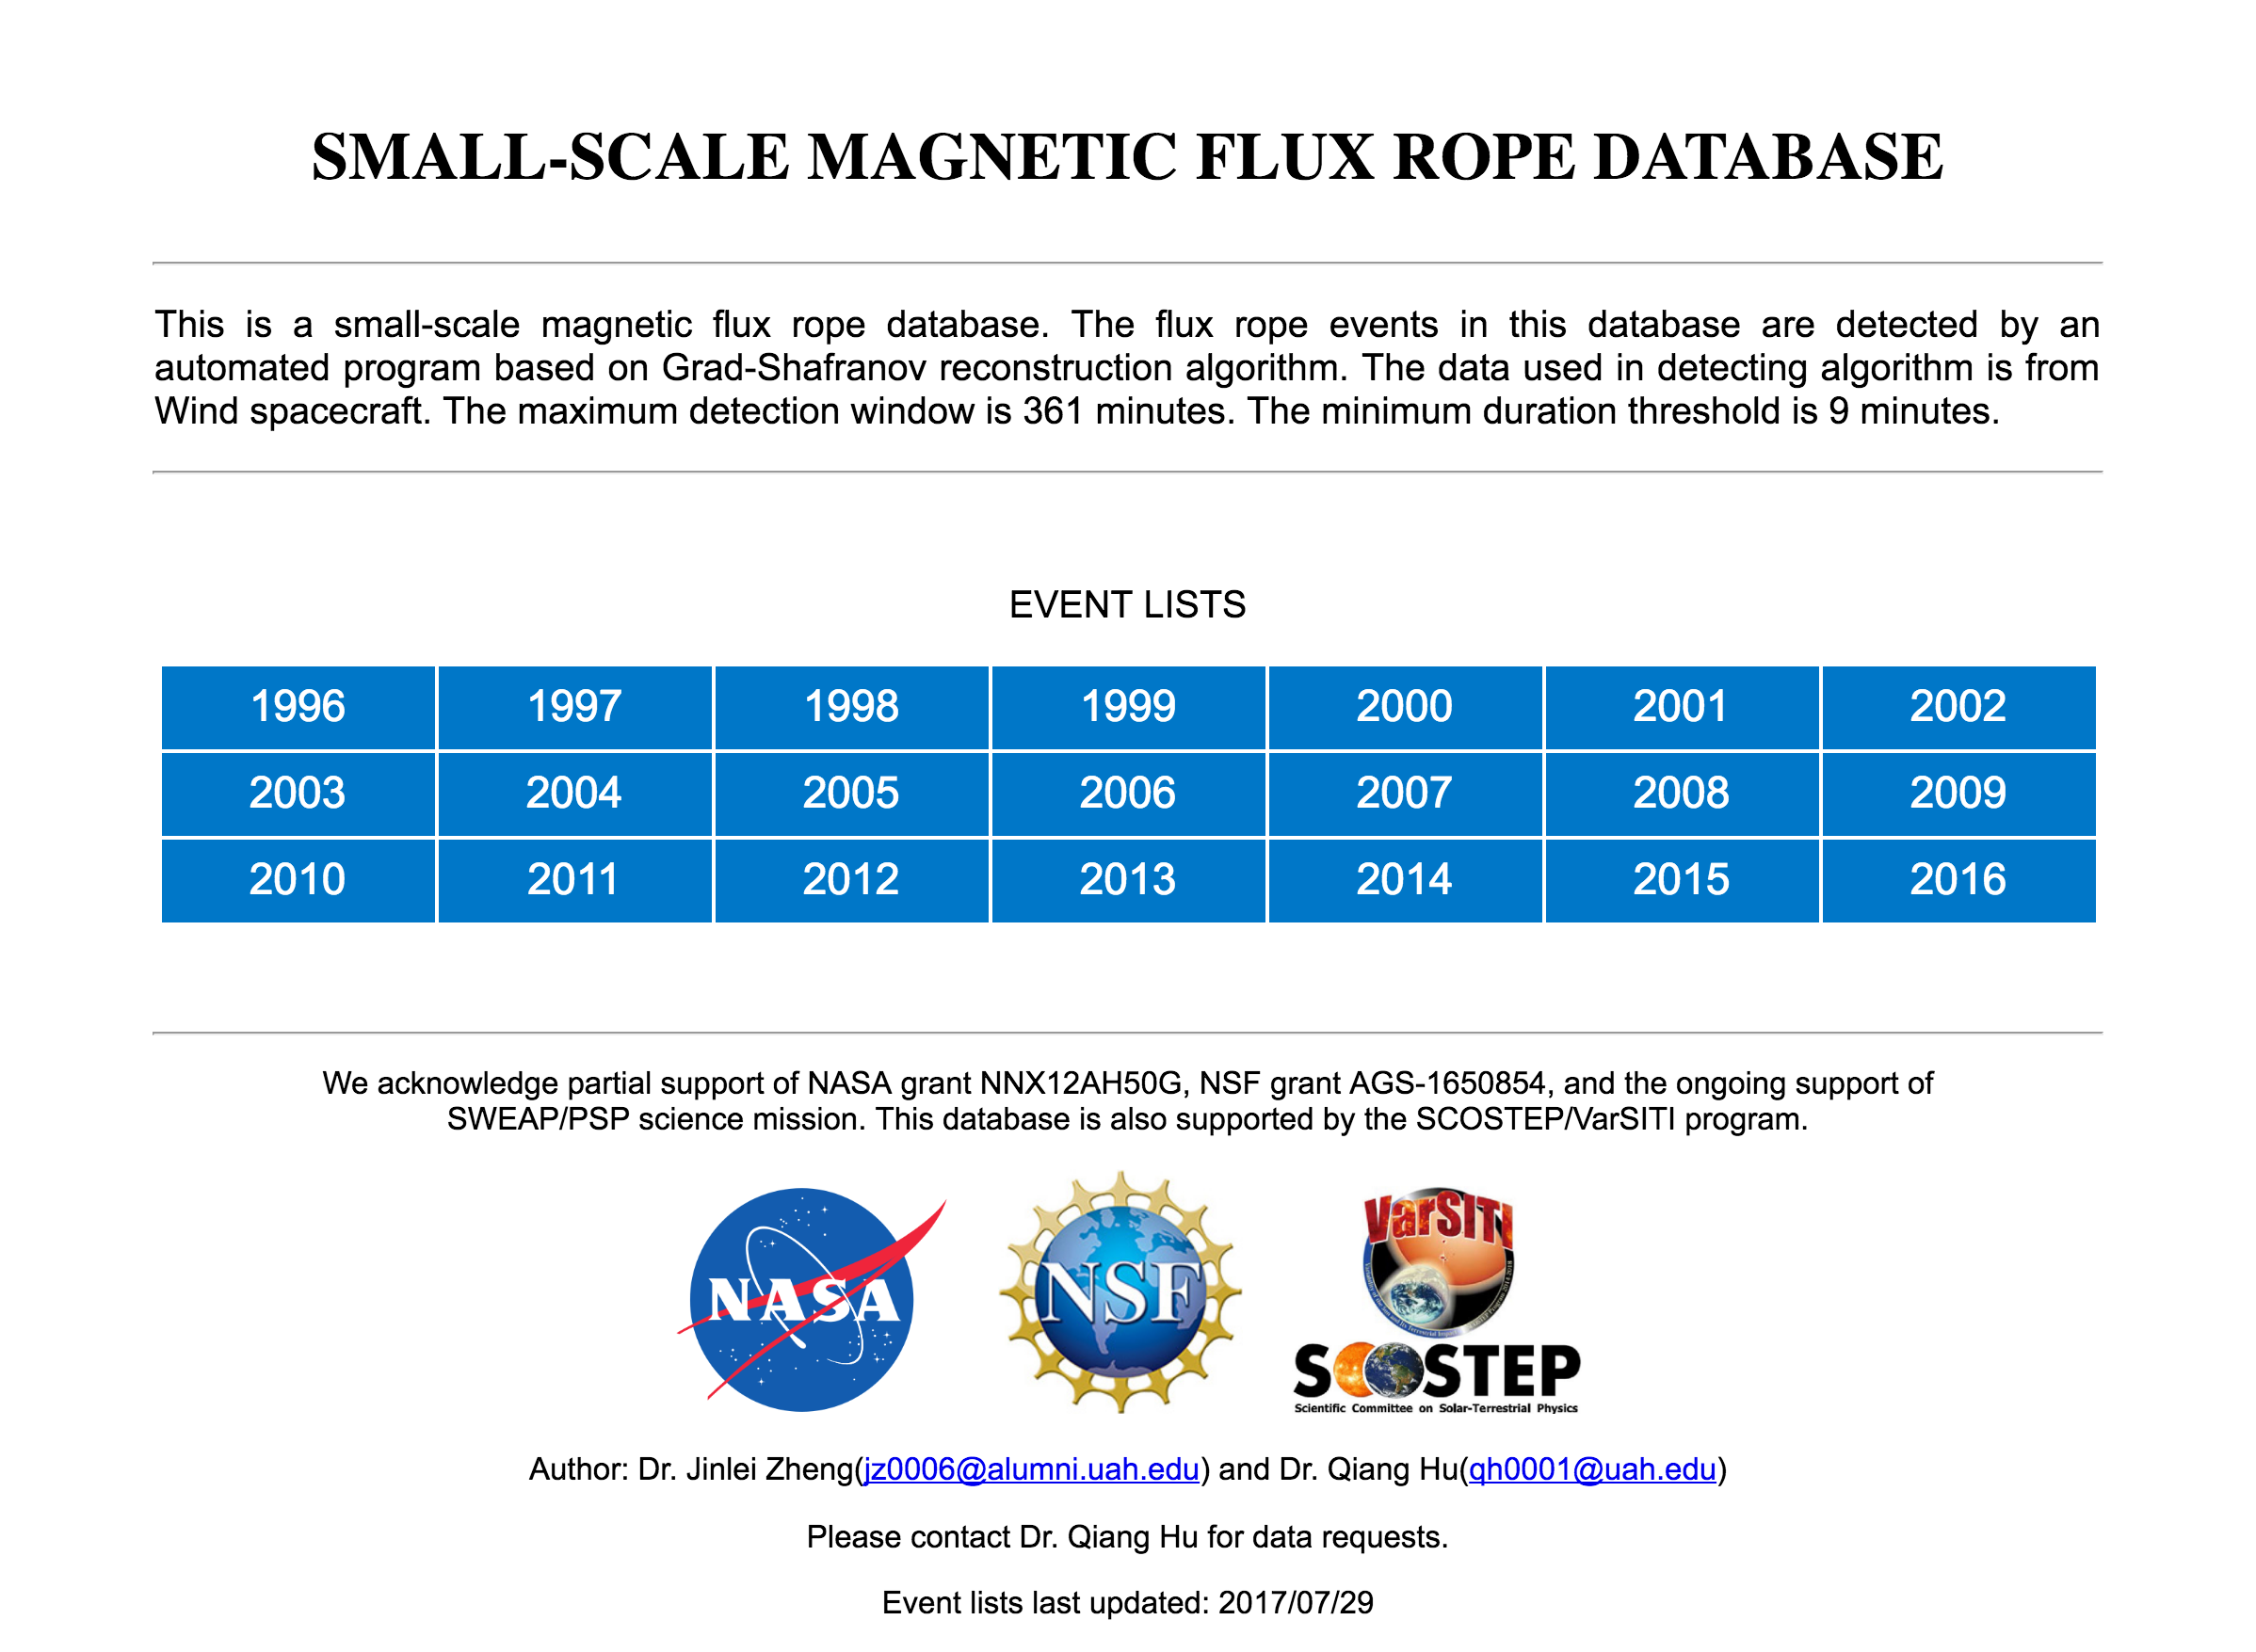 SMALL-SCALE MAGNETIC FLUX ROPE DATABASE
This is a small-scale magnetic flux rope database. The flux rope events in this database are detected by an
automated program based on Grad-Shafranov reconstruction algorithm. The data used in detecting algorithm is from
Wind spacecraft. The maximum detection window is 361 minutes. The minimum duration threshold is 9 minutes.
EVENT LISTS
1996 1997 1998 1999 2000 2001 2002
2003 2004 2005 2006 2007 2008 2009
2010 2011 2012 2013 2014 2015 2016
We acknowledge partial support of NASA grant NNX12AH50G, NSF grant AGS-1650854, and the ongoing support of
SWEAP/PSP science mission. This database is also supported by the SCOSTEP/VarSITI program.
NASA
NSF
VarSITI
SCOSTEP
Scientific Committee on Solar-Terrestrial Physics
Author: Dr. Jinlei Zheng(jz0006@alumni.uah.edu) and Dr. Qiang Hu(qh0001@uah.edu)
Please contact Dr. Qiang Hu for data requests.
Event lists last updated: 2017/07/29